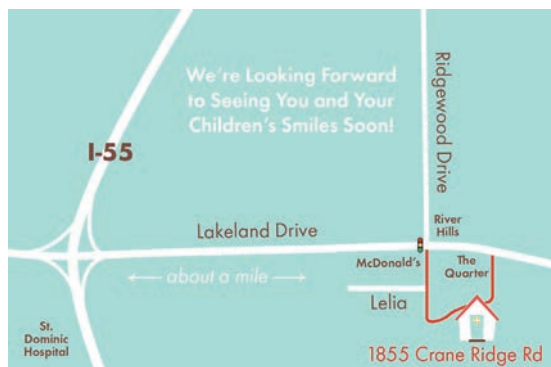 We're Looking Forward
to Seeing You and Your
Children's Smiles Soon!
Ridgewood Drive
I-55
Lakeland Drive
River
Hills
McDonald's
The
Quarter
about a mile
Lelia
St.
Dominic
Hospital
1855 Crane Ridge Rd